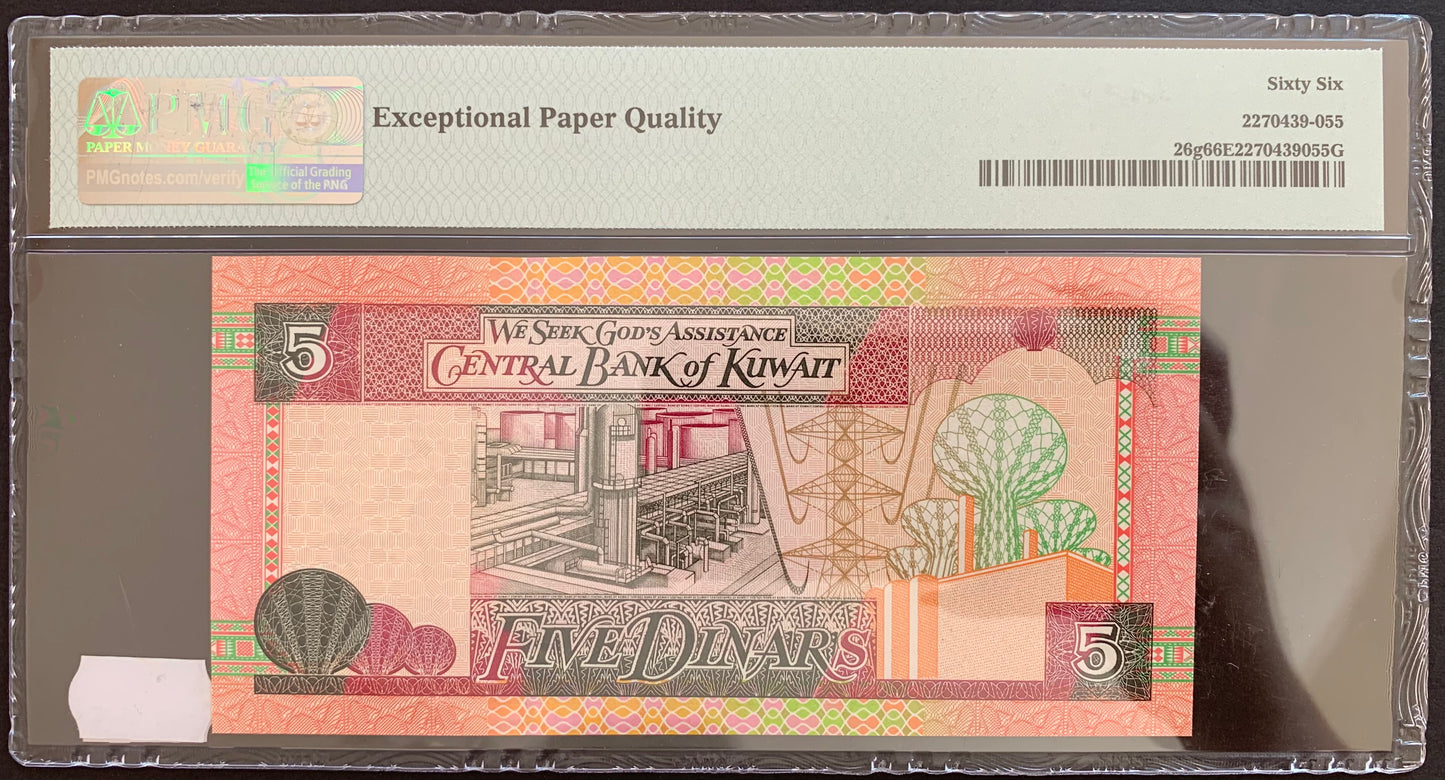 PMG
PAPER MONEY GUARANTY
PMGnotes.com/verify
The Official Grading
Service of the PNG
Exceptional Paper Quality
Sixty Six
2270439-055
26g66E2270439055G
5
WE SEEK GOD'S ASSISTANCE
CENTRAL BANK of KUWAIT
FIVE DINARS
5